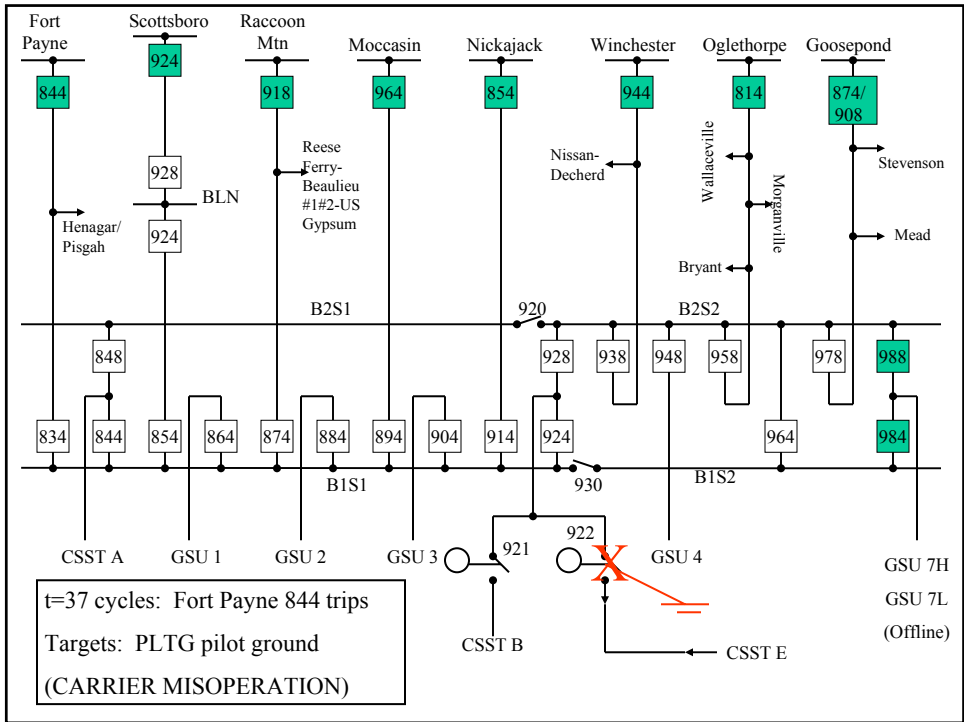 Fort
Payne
Scottsboro
Raccoon
Mtn
Moccasin
Nickajack
Winchester
Oglethorpe
Goosepond
844
924
918
964
854
944
814
874/
908
928
BLN
924
Henagar/
Pisgah
Reese
Ferry-
Beaulieu
#1#2-US
Gypsum
Nissan-
Decherd
Wallaceville
Morganville
Bryant
Stevenson
Mead
B2S1
920
B2S2
848
928
938
948
958
978
988
834
844
854
864
874
884
894
904
914
924
964
984
B1S1
930
B1S2
CSST A
GSU 1
GSU 2
GSU 3
921
922
GSU 4
GSU 7H
GSU 7L
(Offline)
CSST B
CSST E
t=37 cycles: Fort Payne 844 trips
Targets: PLTG pilot ground
(CARRIER MISOPERATION)